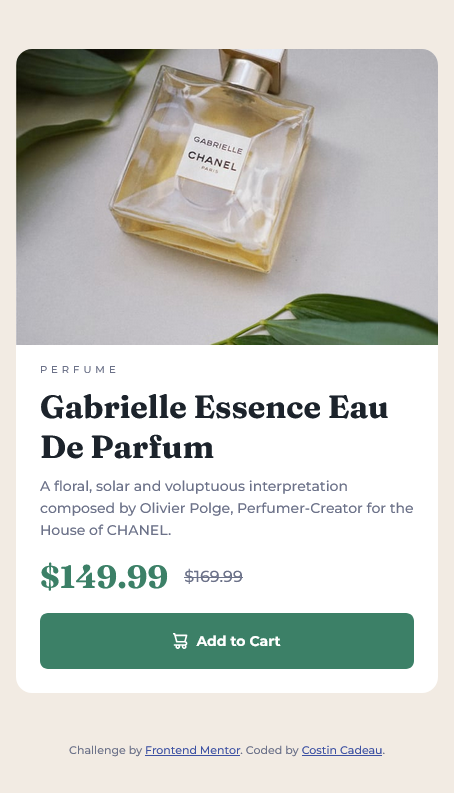 GABRIELLE
CHANEL
PARIS
PERFUME
Gabrielle Essence Eau
De Parfum
A floral, solar and voluptuous interpretation
composed by Olivier Polge, Perfumer-Creator for the
House of CHANEL.
$149.99 $169.99
Add to Cart
Challenge by Frontend Mentor. Coded by Costin Cadeau.